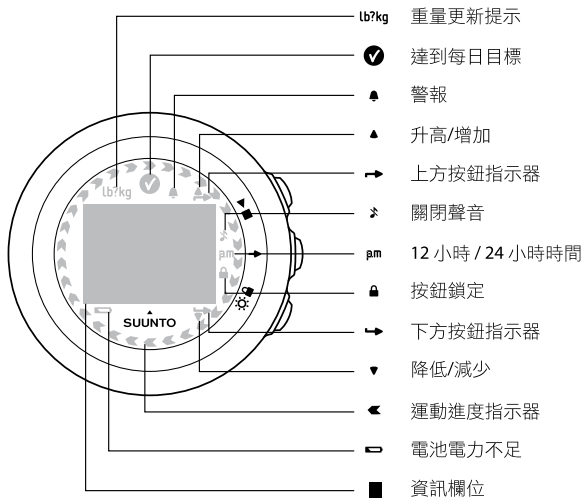 lb?kg 重量更新提示
達到每日目標
警報
升高/增加
上方按鈕指示器
關閉聲音
pm 12 小時 / 24 小時時間
按鈕鎖定
下方按鈕指示器
降低/減少
運動進度指示器
電池電力不足
資訊欄位
lb?kg
pm
SUUNTO